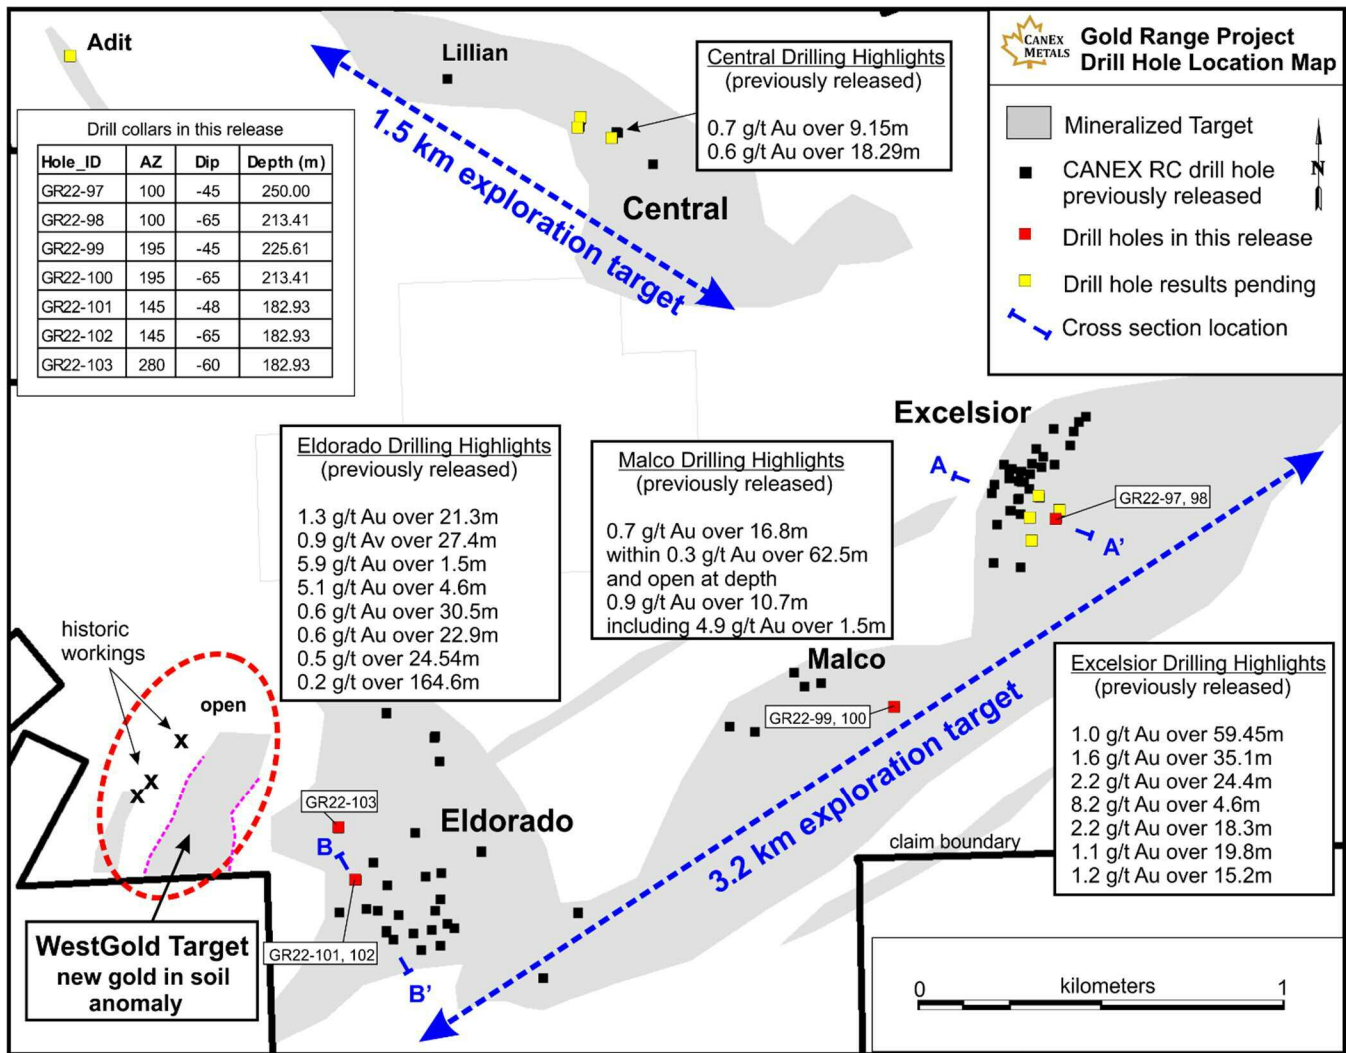 Adit
Lillian
Central Drilling Highlights
(previously released)
0.7 g/t Au over 9.15m
0.6 g/t Au over 18.29m
CANEX
METALS
Gold Range Project
Drill Hole Location Map
Mineralized Target
CANEX RC drill hole
previously released
Drill holes in this release
Drill hole results pending
Cross section location
N
Drill collars in this release
Hole_ID AZ Dip Depth (m)
GR22-97 100 -45 250.00
GR22-98 100 -65 213.41
GR22-99 195 -45 225.61
GR22-100 195 -65 213.41
GR22-101 145 -48 182.93
GR22-102 145 -65 182.93
GR22-103 280 -60 182.93
1.5 km exploration target
Central
Excelsior
A
GR22-97, 98
A'
Eldorado Drilling Highlights
(previously released)
1.3 g/t Au over 21.3m
0.9 g/t Av over 27.4m
5.9 g/t Au over 1.5m
5.1 g/t Au over 4.6m
0.6 g/t Au over 30.5m
0.6 g/t Au over 22.9m
0.5 g/t over 24.54m
0.2 g/t over 164.6m
Malco Drilling Highlights
(previously released)
0.7 g/t Au over 16.8m
within 0.3 g/t Au over 62.5m
and open at depth
0.9 g/t Au over 10.7m
including 4.9 g/t Au over 1.5m
Malco
GR22-99, 100
3.2 km exploration target
Excelsior Drilling Highlights
(previously released)
1.0 g/t Au over 59.45m
1.6 g/t Au over 35.1m
2.2 g/t Au over 24.4m
8.2 g/t Au over 4.6m
2.2 g/t Au over 18.3m
1.1 g/t Au over 19.8m
1.2 g/t Au over 15.2m
historic
workings
open
x
x
x
GR22-103
B
Eldorado
claim boundary
WestGold Target
new gold in soil
anomaly
GR22-101, 102
B'
0 kilometers 1